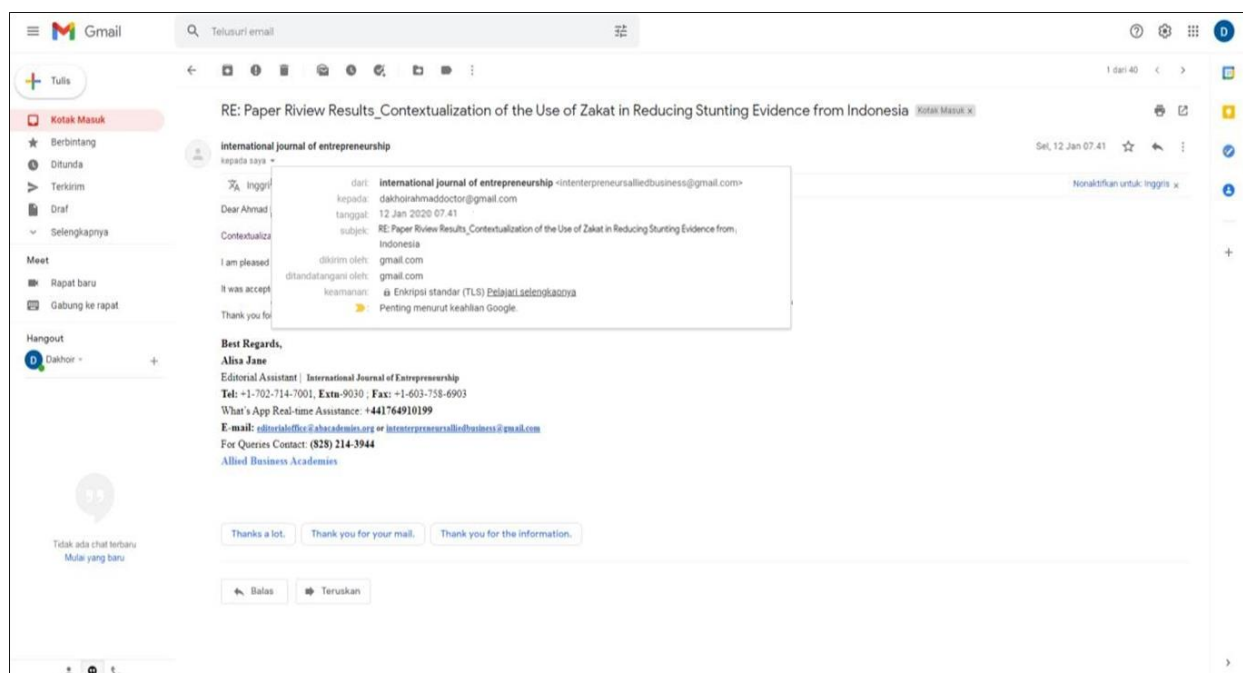 Gmail
Telusuri email
D
Tulis
1 dari 40
Kotak Masuk
Berbintang
Ditunda
Terkirim
Draf
Selengkapnya
Meet
Rapat baru
Gabung ke rapat
Hangout
D Dakhoir
Tidak ada chat terbaru
Mulai yang baru
RE: Paper Riview Results_Contextualization of the Use of Zakat in Reducing Stunting Evidence from Indonesia Kotak Masuk x
international journal of entrepreneurship
Sel, 12 Jan 07.41
kepada saya
Nonaktifkan untuk: Inggris x
dari: international journal of entrepreneurship <intenterpreneursalliedbusiness@gmail.com>
kepada: dakhoirahmaddoctor@gmail.com
tanggal: 12 Jan 2020 07.41
subjek: RE: Paper Riview Results_Contextualization of the Use of Zakat in Reducing Stunting Evidence from
Indonesia
dikirim oleh: gmail.com
ditandatangani oleh: gmail.com
keamanan: Enkripsi standar (TLS) Pelajari selengkapnya
: Penting menurut keahlian Google.
Dear Ahmad
I am pleased
It was accept
Thank you fo
Best Regards,
Alisa Jane
Editorial Assistant | International Journal of Entrepreneurship
Tel: +1-702-714-7001, Extn-9030 ; Fax: +1-603-758-6903
What's App Real-time Assistance: +441764910199
E-mail: editorialoffice@abacademies.org or intenterpreneursalliedbusiness@gmail.com
For Queries Contact: (828) 214-3944
Allied Business Academies
Thanks a lot.
Thank you for your mail.
Thank you for the information.
Balas
Teruskan